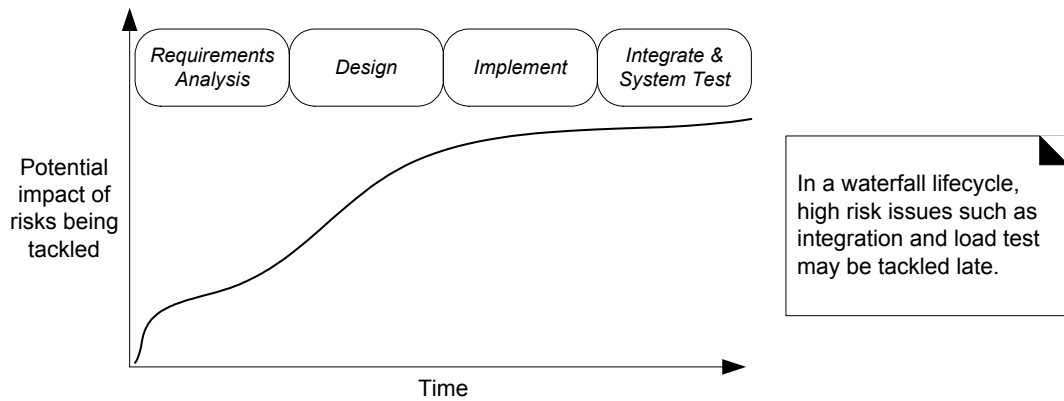 Requirements
Analysis
Design
Implement
Integrate &
System Test
Potential
impact of
risks being
tackled
In a waterfall lifecycle,
high risk issues such as
integration and load test
may be tackled late.
Time